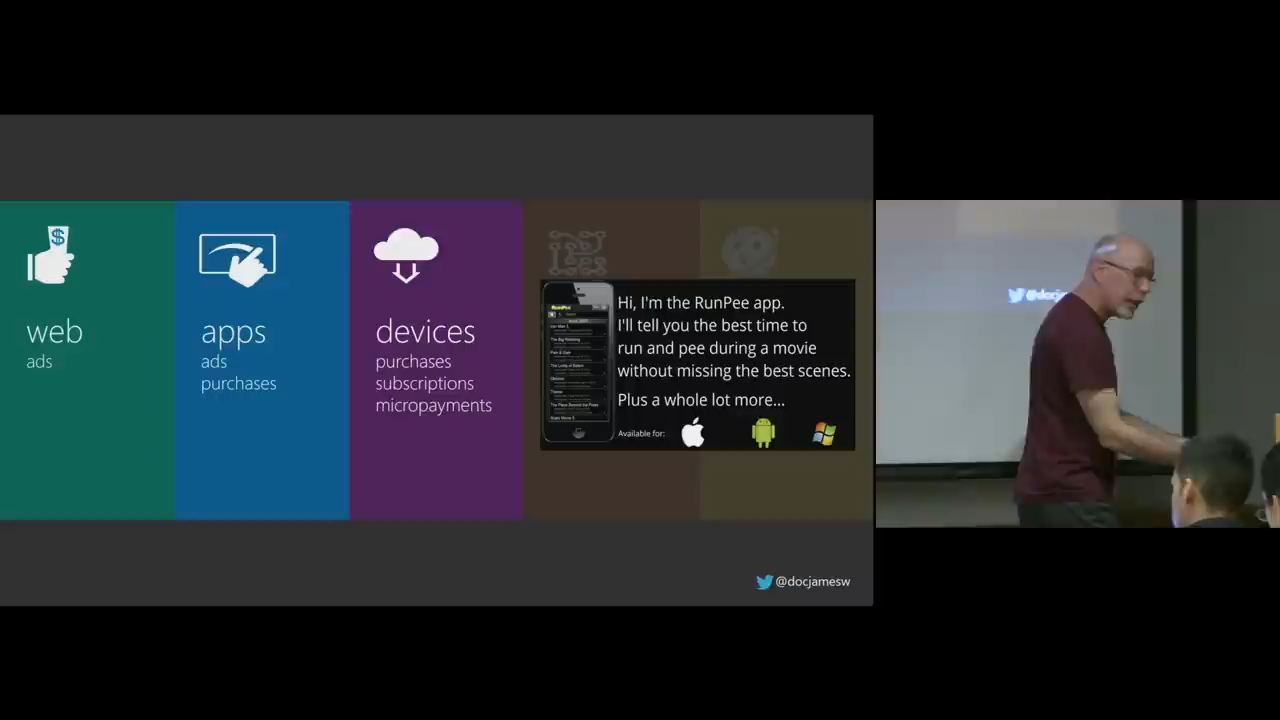 web
ads
apps
ads
purchases
devices
purchases
subscriptions
micropayments
Hi, I'm the RunPee app.
I'll tell you the best time to
run and pee during a movie
without missing the best scenes.
Plus a whole lot more...
Available for:
RunPee
@docjamesw